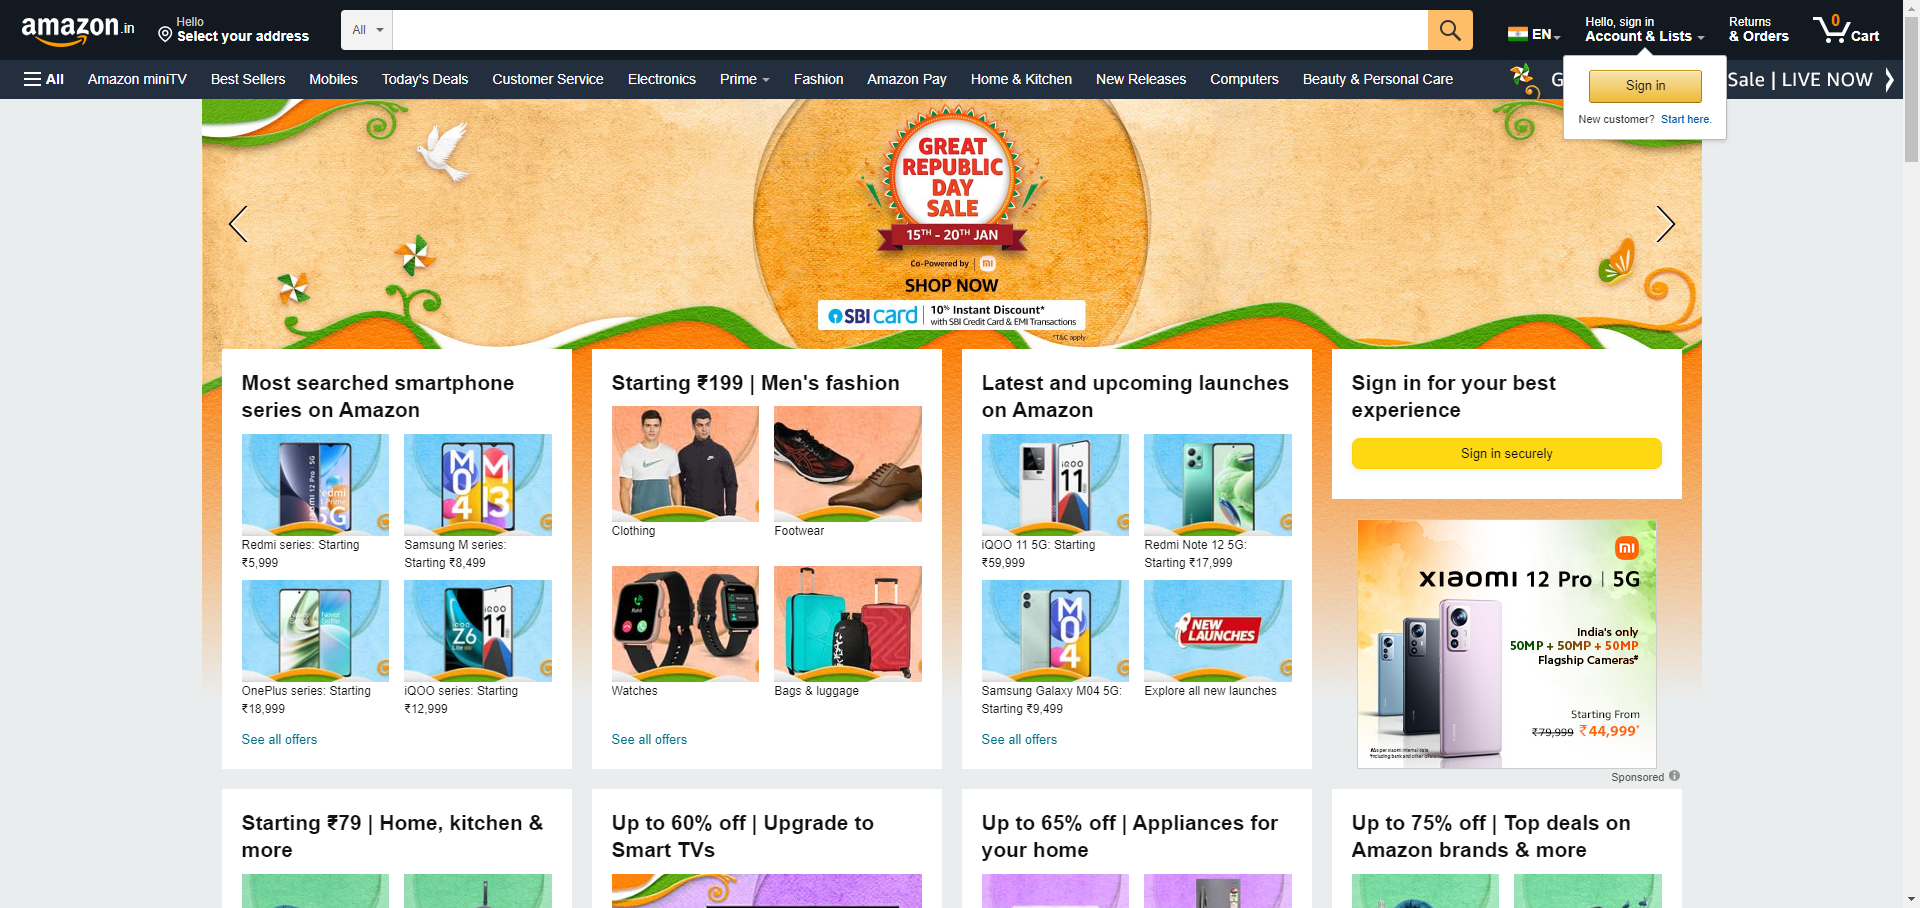 amazon.in
Hello
Select your address
All
EN
Hello, sign in
Account & Lists
Returns
& Orders
0
Cart
All
Amazon miniTV
Best Sellers
Mobiles
Today's Deals
Customer Service
Electronics
Prime
Fashion
Amazon Pay
Home & Kitchen
New Releases
Computers
Beauty & Personal Care
G
Sale | LIVE NOW
Sign in
New customer? Start here.
GREAT
REPUBLIC
DAY
SALE
15TH - 20TH JAN
Co-Powered by | mi
SHOP NOW
SBI card
10% Instant Discount*
with SBI Credit Card & EMI Transactions
*T&C apply
Most searched smartphone
series on Amazon
Redmi series: Starting
₹5,999
Samsung M series:
Starting ₹8,499
OnePlus series: Starting
₹18,999
iQOO series: Starting
₹12,999
See all offers
Starting ₹199 | Men's fashion
Clothing
Footwear
Watches
Bags & luggage
See all offers
Latest and upcoming launches
on Amazon
iQOO 11 5G: Starting
₹59,999
Redmi Note 12 5G:
Starting ₹17,999
Samsung Galaxy M04 5G:
Starting ₹9,499
NEW
LAUNCHES
Explore all new launches
See all offers
Sign in for your best
experience
Sign in securely
mi
XIAOMI 12 Pro | 5G
India's only
50MP + 50MP + 50MP
Flagship Cameras#
Starting From
₹79,999 ₹44,999*
Sponsored
Starting ₹79 | Home, kitchen &
more
Up to 60% off | Upgrade to
Smart TVs
Up to 65% off | Appliances for
your home
Up to 75% off | Top deals on
Amazon brands & more